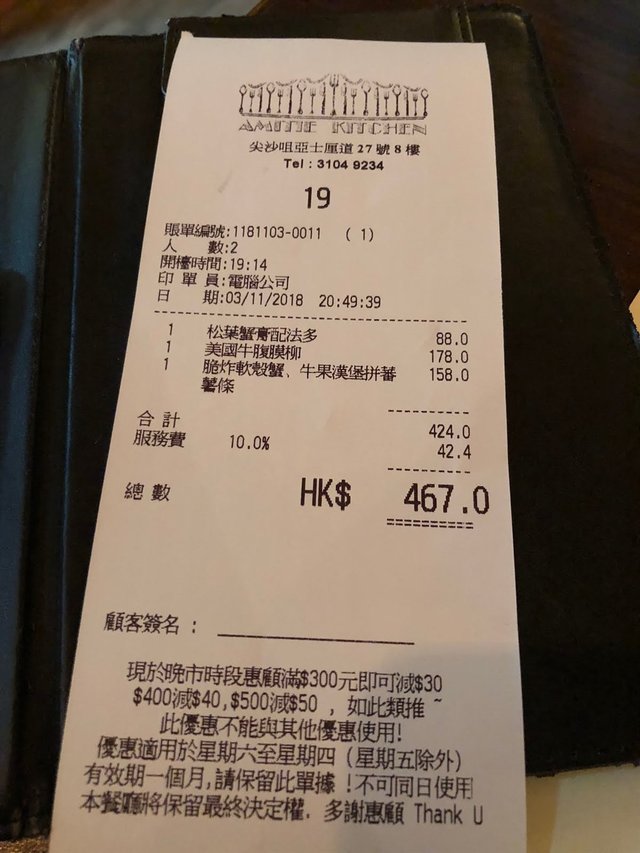 AMITIE KITCHEN
尖沙咀亞士厘道27號8樓
Tel : 3104 9234
19
賬單編號:1181103-0011 ( 1)
人 數:2
開檯時間:19:14
印 單 員:電腦公司
日 期:03/11/2018 20:49:39
1 松葉蟹膏配法多 88.0
1 美國牛腹膜柳 178.0
1 脆炸軟殼蟹、牛果漢堡拼蕃 158.0
薯條
合 計 424.0
服務費 10.0% 42.4
總 數 HK$ 467.0
顧客簽名 :
現於晚市時段惠顧滿$300元即可減$30
$400減$40,$500減$50 , 如此類推 ~
此優惠不能與其他優惠使用!
優惠適用於星期六至星期四 (星期五除外)
有效期一個月,請保留此單據 !不可同日使用
本餐廳將保留最終決定權. 多謝惠顧 Thank U